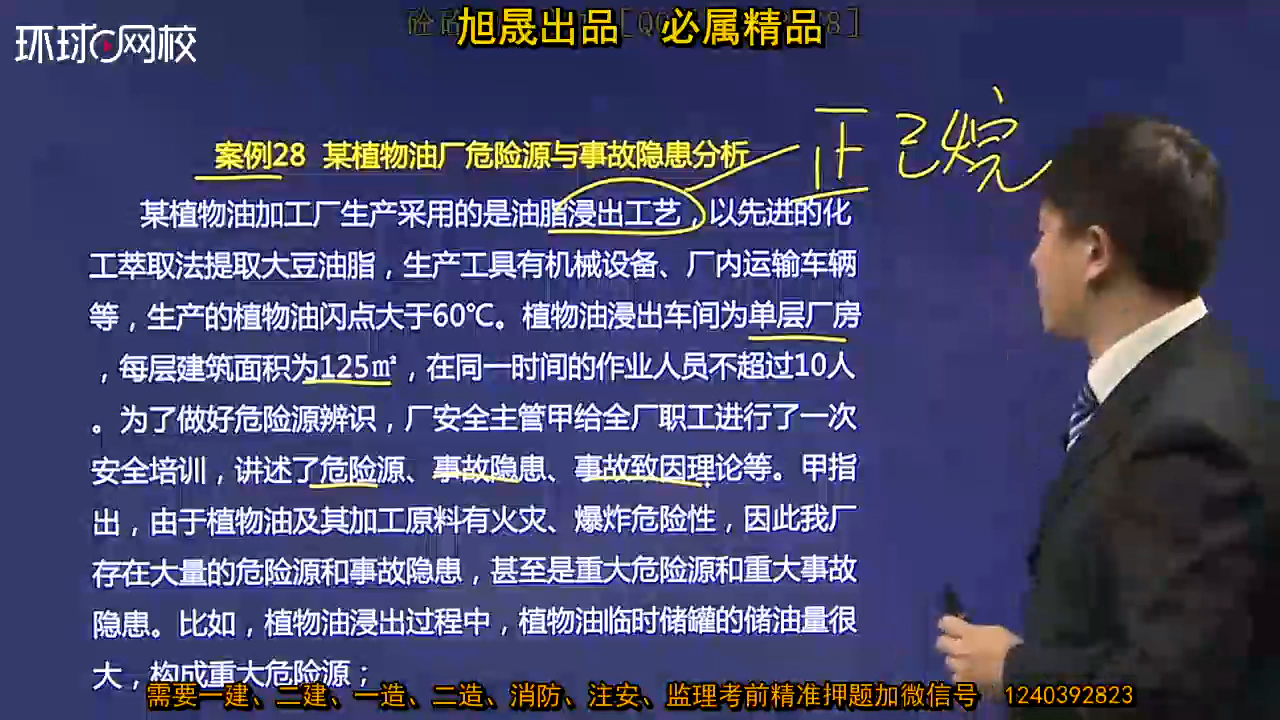 旭晟出品 必属精品
环球网校
正己烷
案例28 某植物油厂危险源与事故隐患分析
某植物油加工厂生产采用的是油脂浸出工艺，以先进的化
工萃取法提取大豆油脂，生产工具有机械设备、厂内运输车辆
等，生产的植物油闪点大于60℃。植物油浸出车间为单层厂房
，每层建筑面积为125㎡，在同一时间的作业人员不超过10人
。为了做好危险源辨识，厂安全主管甲给全厂职工进行了一次
安全培训，讲述了危险源、事故隐患、事故致因理论等。甲指
出，由于植物油及其加工原料有火灾、爆炸危险性，因此我厂
存在大量的危险源和事故隐患，甚至是重大危险源和重大事故
隐患。比如，植物油浸出过程中，植物油临时储罐的储油量很
大，构成重大危险源；
需要一建、二建、一造、二造、消防、注安、监理考前精准押题加微信号 1240392823